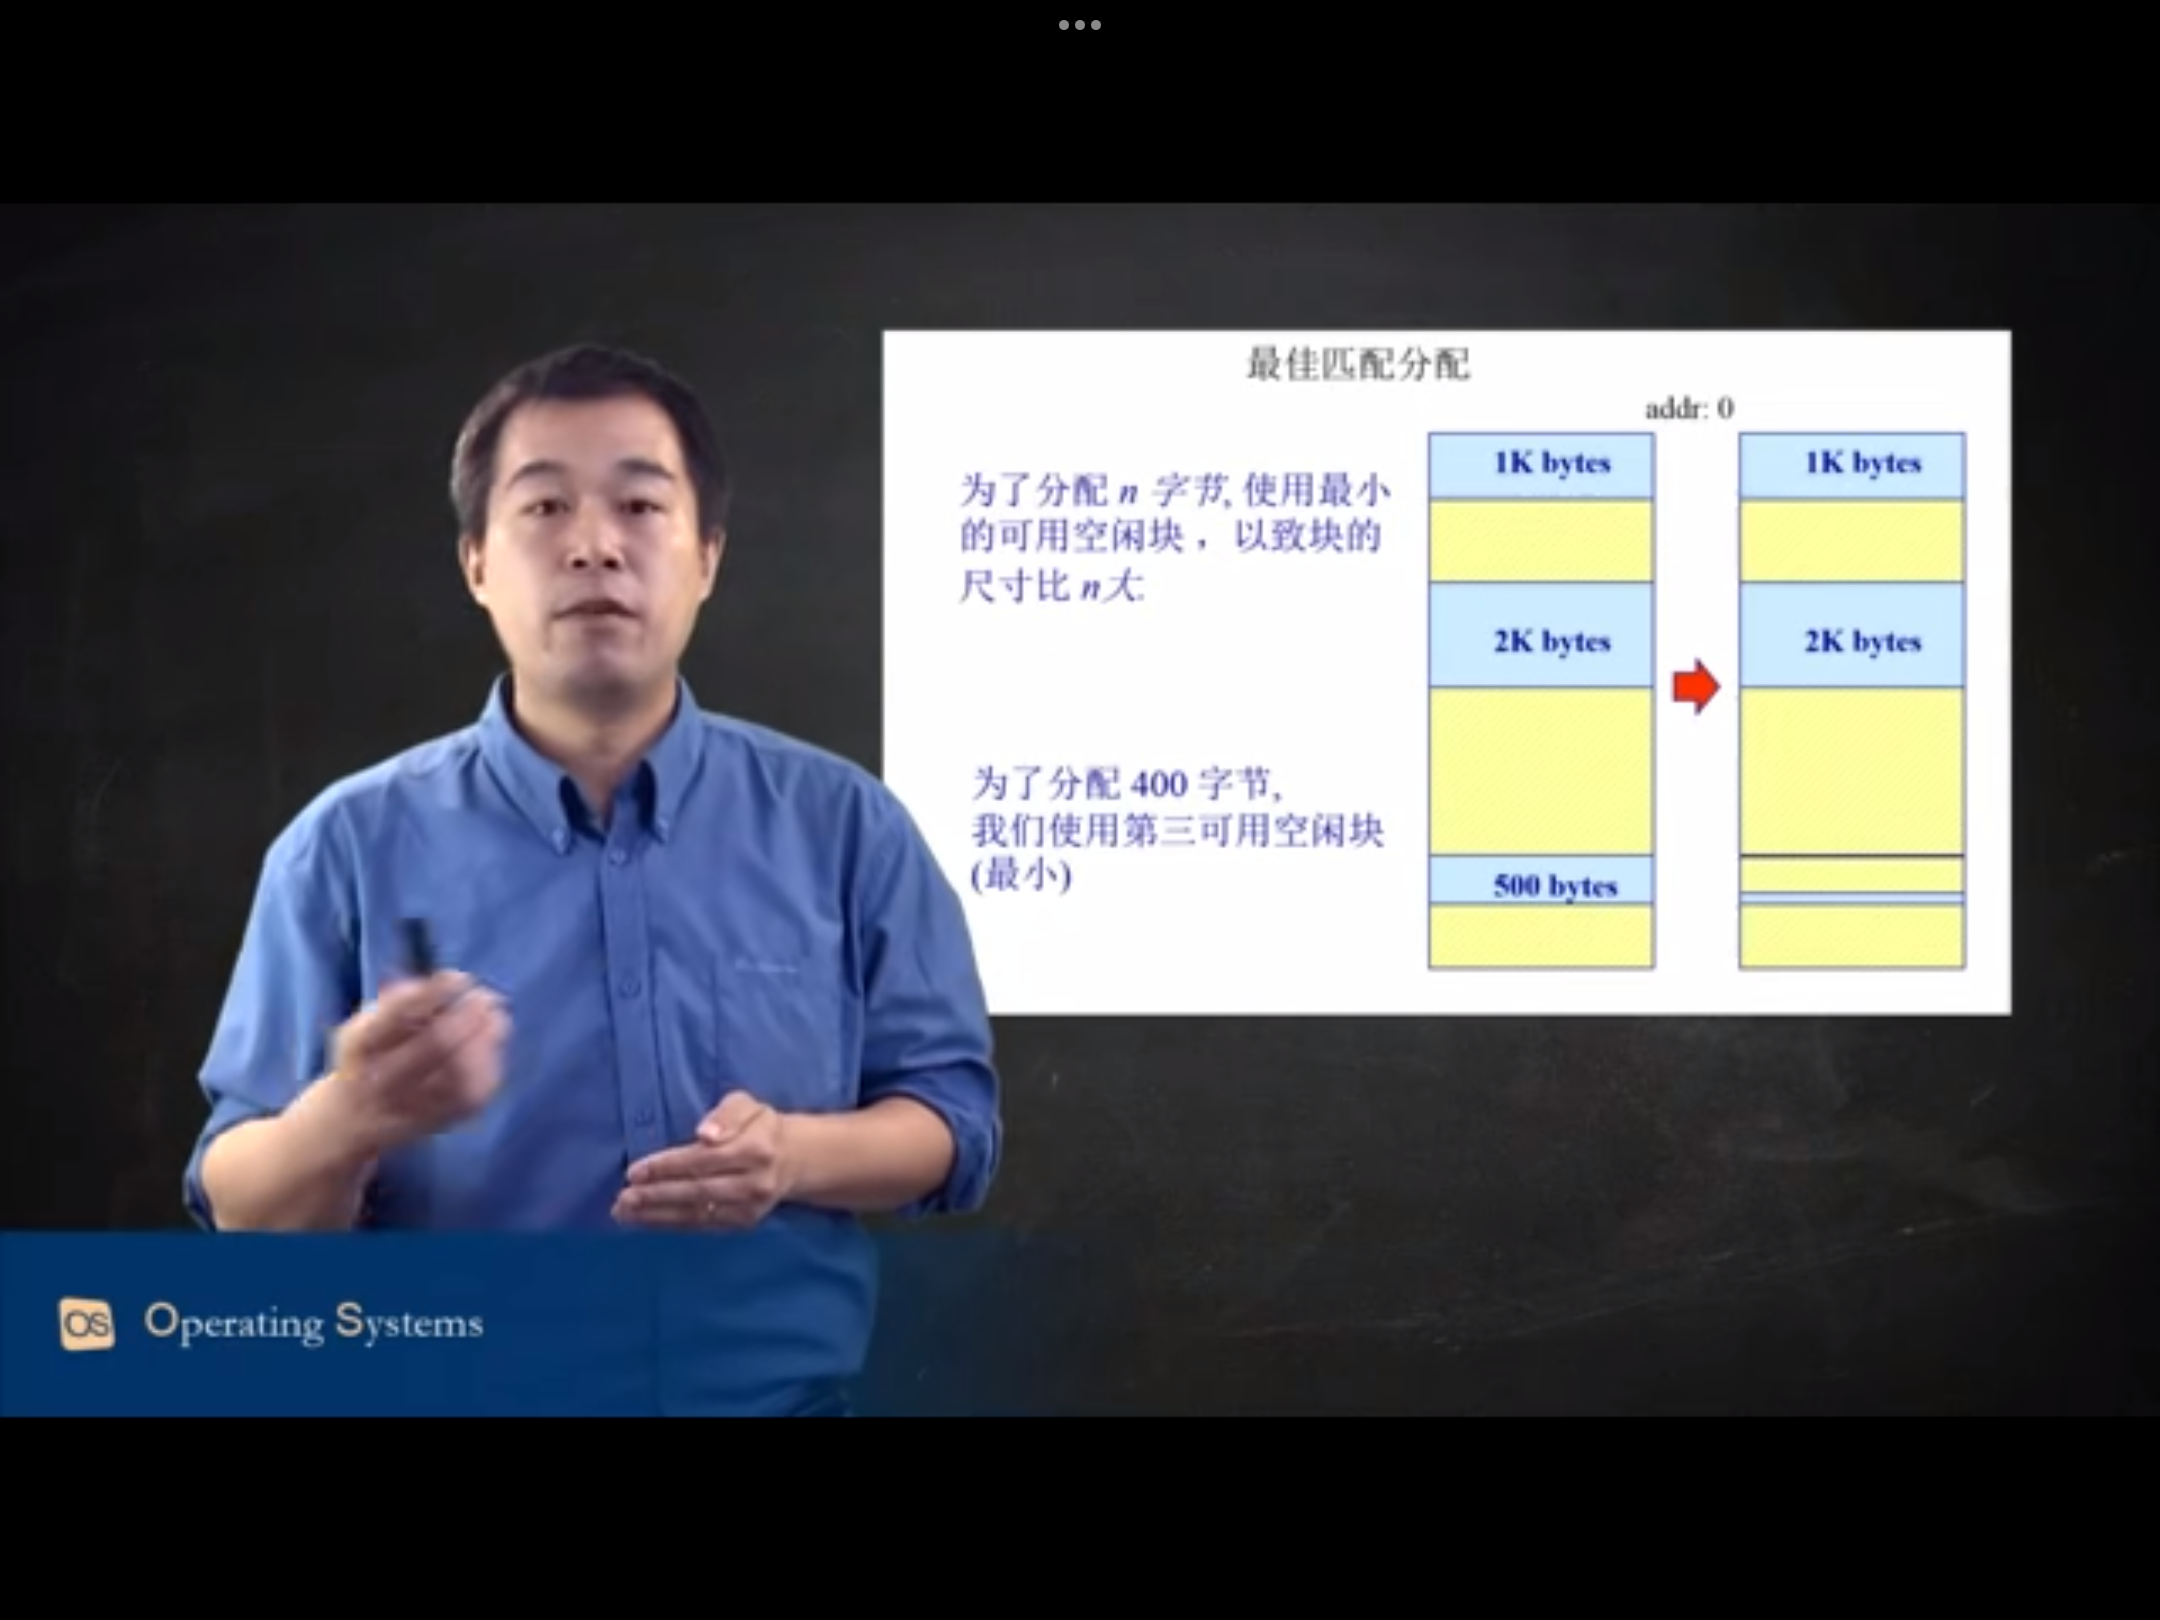 最佳匹配分配
addr: 0
为了分配 n 字节, 使用最小
的可用空闲块，以致块的
尺寸比 n大.
为了分配 400 字节,
我们使用第三可用空闲块
(最小)
1K bytes
2K bytes
500 bytes
1K bytes
2K bytes
OS Operating Systems